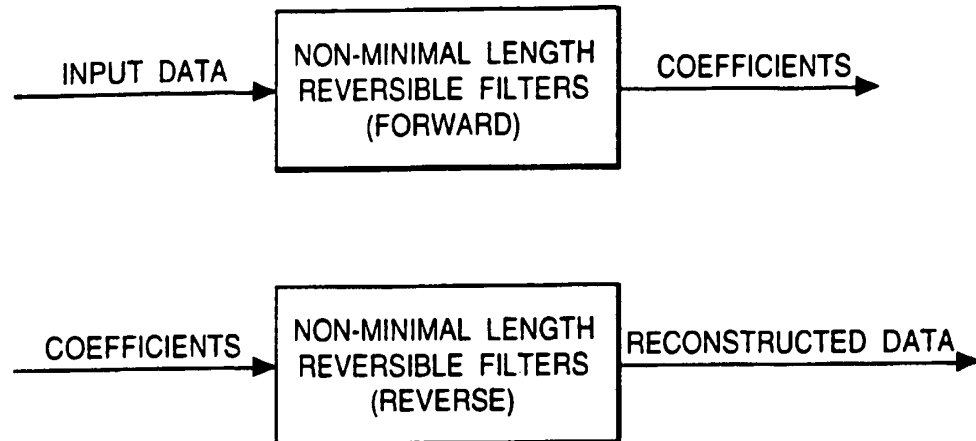 INPUT DATA
NON-MINIMAL LENGTH
REVERSIBLE FILTERS
(FORWARD)
COEFFICIENTS
COEFFICIENTS
NON-MINIMAL LENGTH
REVERSIBLE FILTERS
(REVERSE)
RECONSTRUCTED DATA